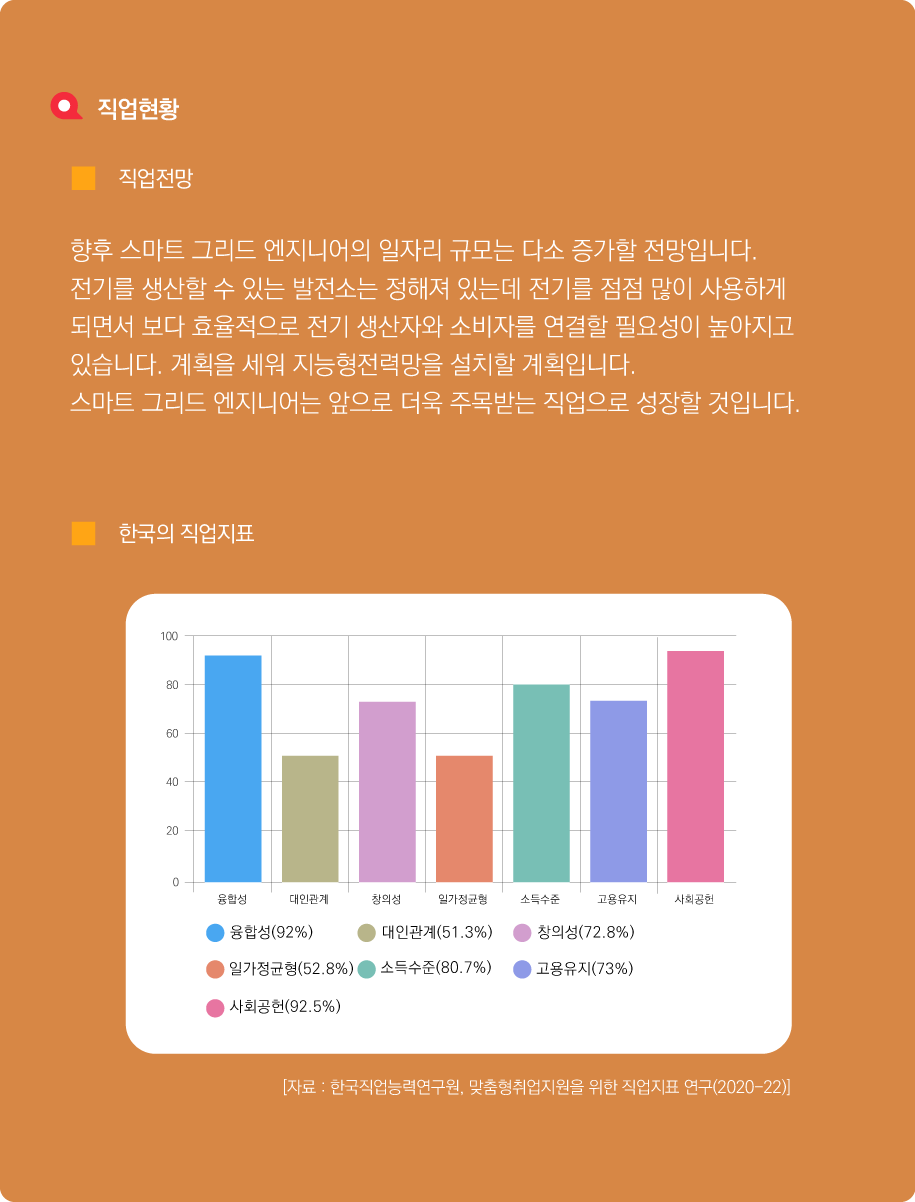 직업현황
직업전망
향후 스마트 그리드 엔지니어의 일자리 규모는 다소 증가할 전망입니다.
전기를 생산할 수 있는 발전소는 정해져 있는데 전기를 점점 많이 사용하게
되면서 보다 효율적으로 전기 생산자와 소비자를 연결할 필요성이 높아지고
있습니다. 계획을 세워 지능형전력망을 설치할 계획입니다.
스마트 그리드 엔지니어는 앞으로 더욱 주목받는 직업으로 성장할 것입니다.
한국의 직업지표
100
80
60
40
20
0
융합성 대인관계 창의성 일가정균형 소득수준 고용유지 사회공헌
융합성(92%) 대인관계(51.3%) 창의성(72.8%)
일가정균형(52.8%) 소득수준(80.7%) 고용유지(73%)
사회공헌(92.5%)
[자료 : 한국직업능력연구원, 맞춤형취업지원을 위한 직업지표 연구(2020-22)]